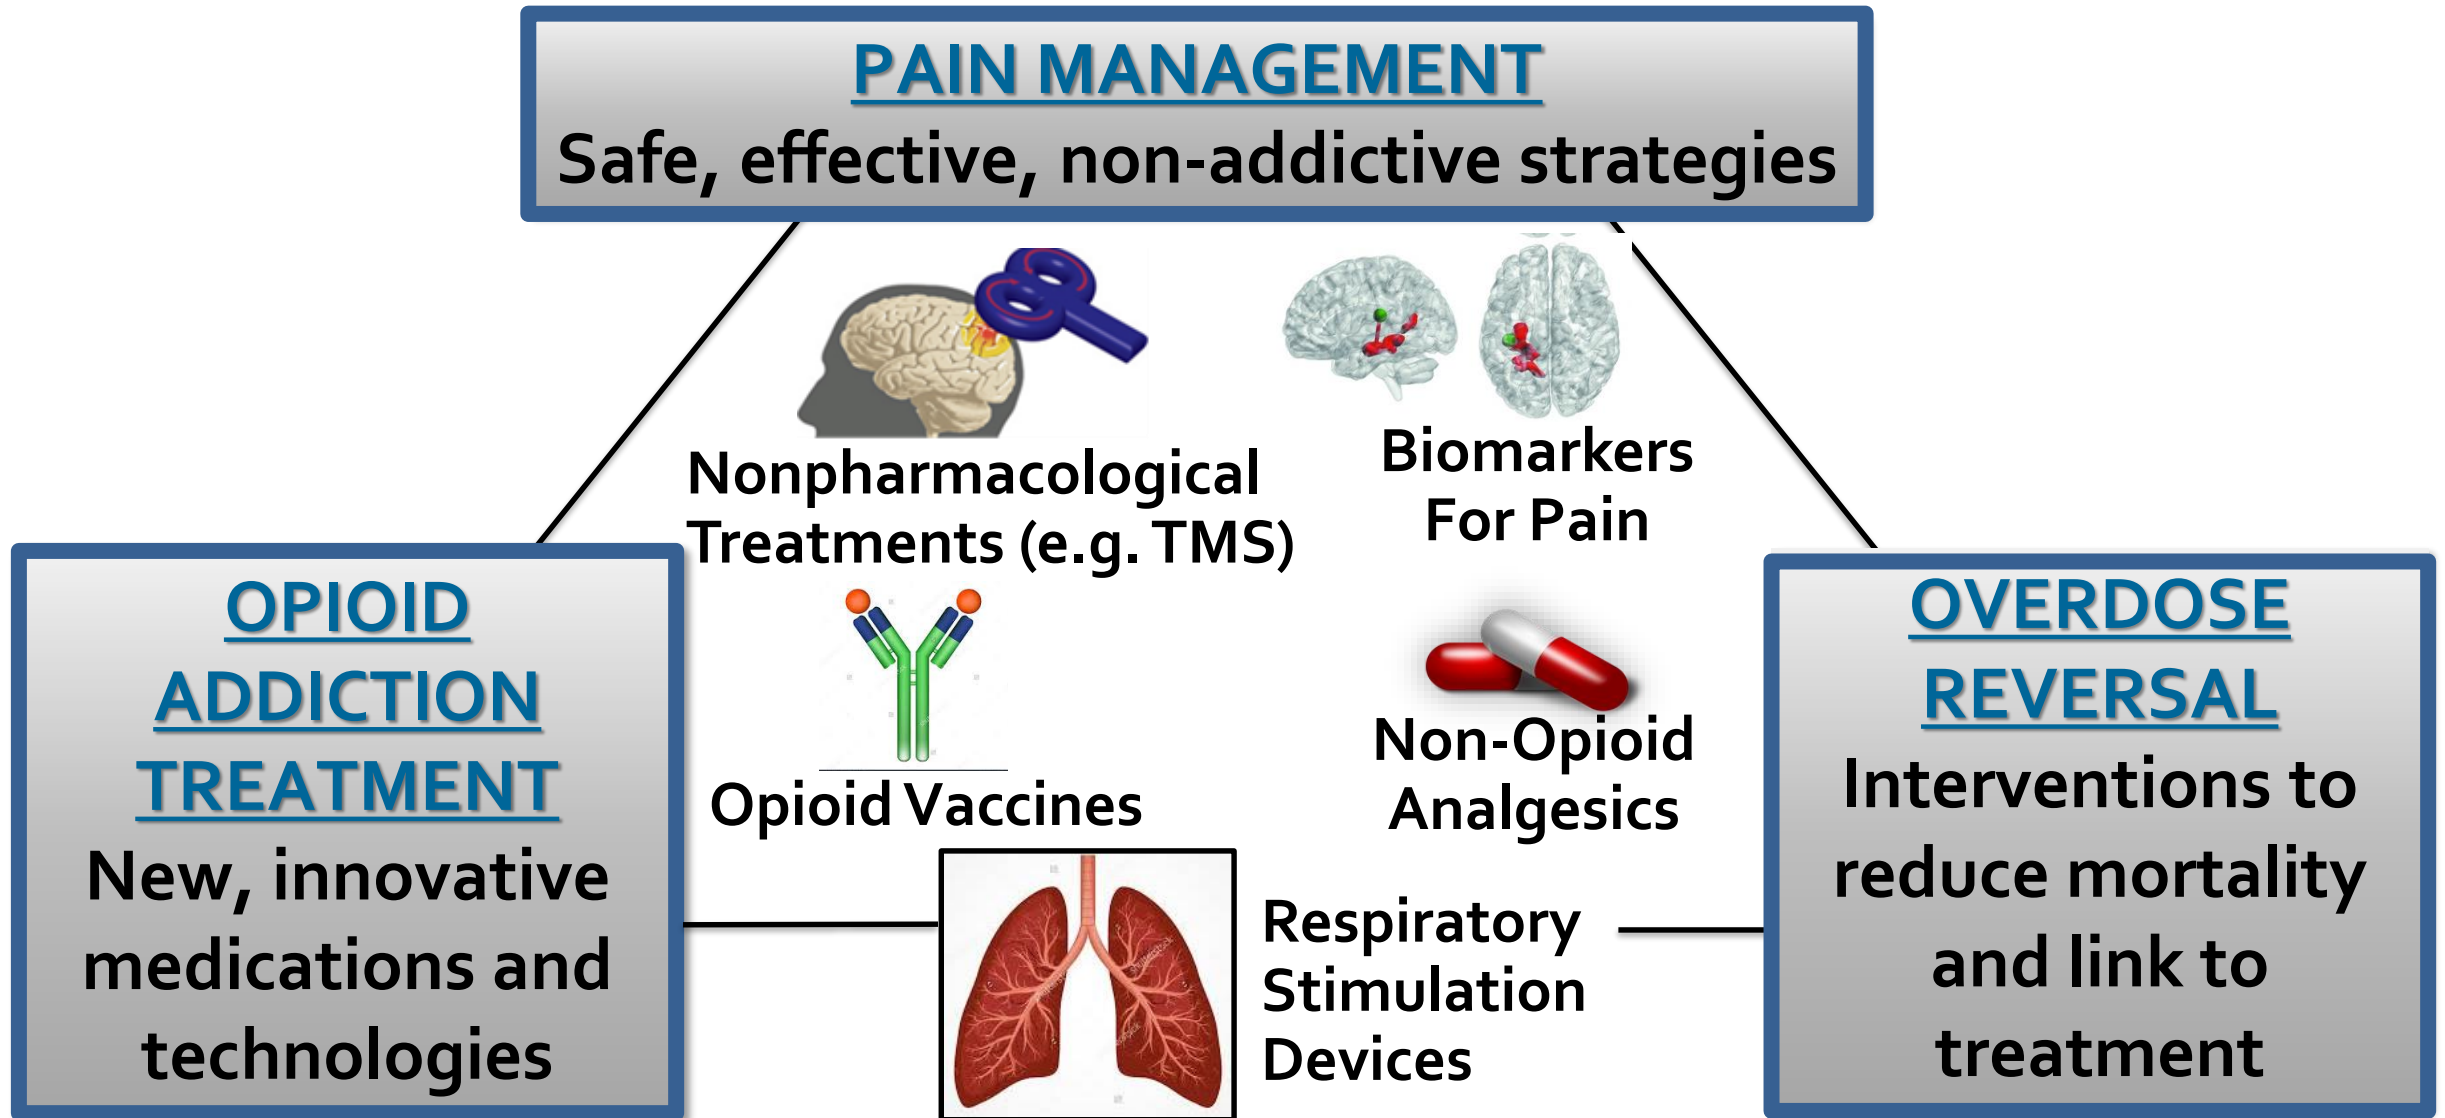 PAIN MANAGEMENT
Safe, effective, non-addictive strategies
Nonpharmacological
Treatments (e.g. TMS)
Biomarkers
For Pain
OPIOID
ADDICTION
TREATMENT
New, innovative
medications and
technologies
Opioid Vaccines
Non-Opioid
Analgesics
Respiratory
Stimulation
Devices
OVERDOSE
REVERSAL
Interventions to
reduce mortality
and link to
treatment